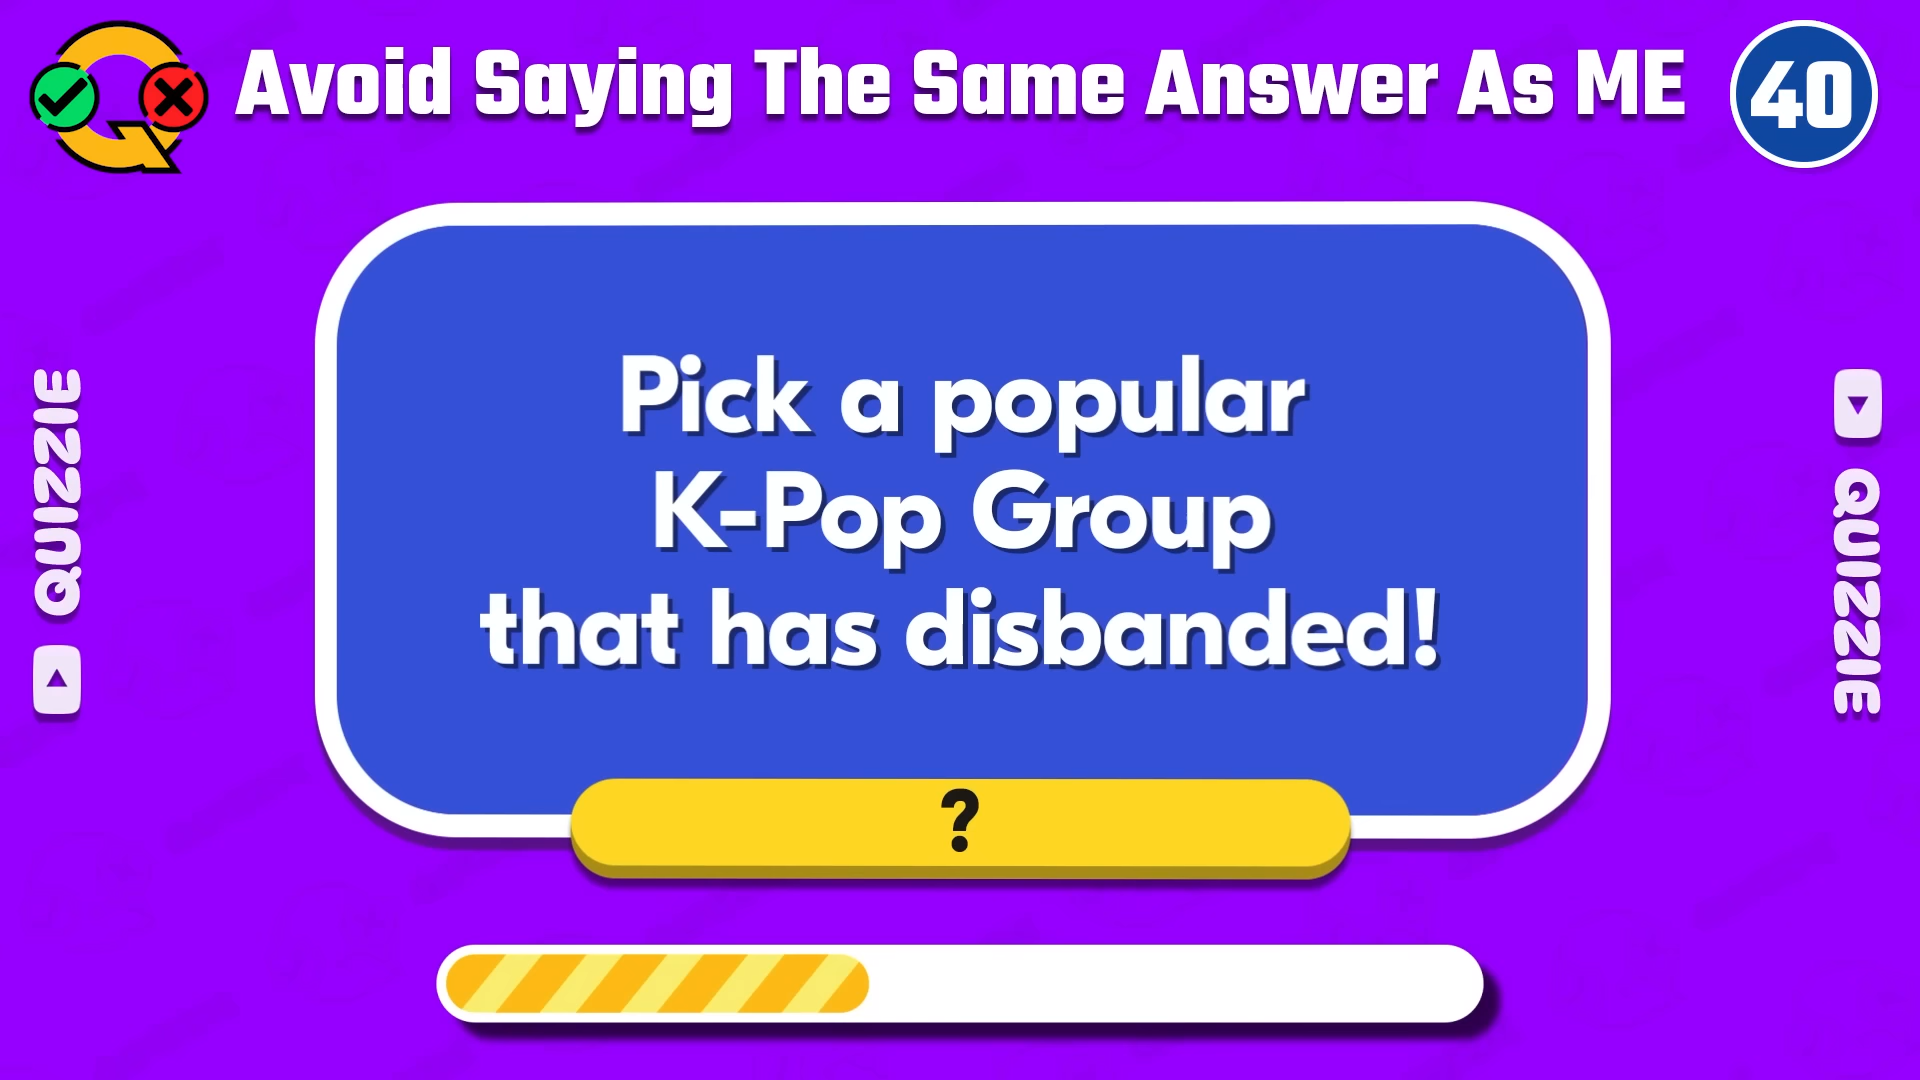 Avoid Saying The Same Answer As ME
40
Pick a popular
K-Pop Group
that has disbanded!
?
QUIZZIE
QUIZZIE